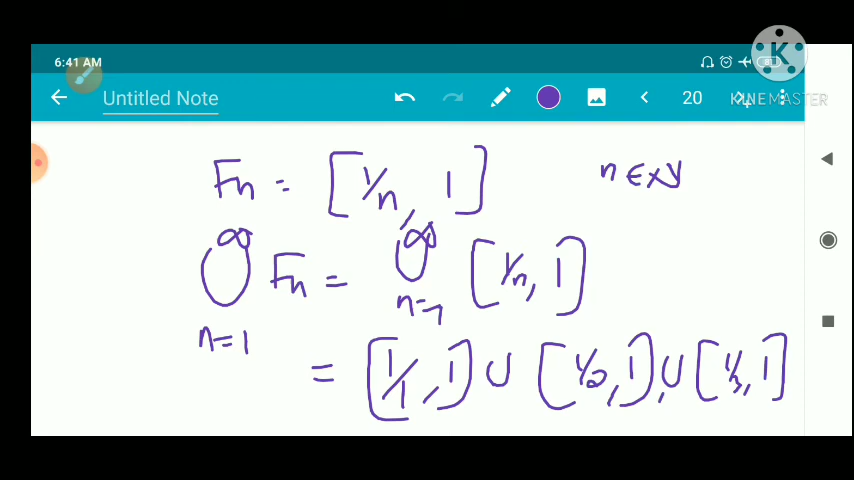 6:41 AM
KINEMASTER
Untitled Note
20
Fn = [1/n, 1] n ∈
∞ ∞
∪ Fn = ∪ [1/n, 1]
n=1 n=1
= [1/1, 1] ∪ [1/2, 1] ∪ [1/3, 1]